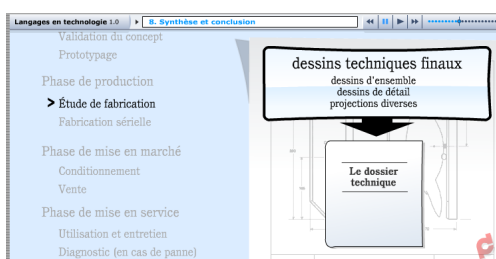 Langages en technologie 1.0
8. Synthèse et conclusion
Validation du concept
Prototypage
Phase de production
> Étude de fabrication
Fabrication sérielle
Phase de mise en marché
Conditionnement
Vente
Phase de mise en service
Utilisation et entretien
Diagnostic (en cas de panne)
dessins techniques finaux
dessins d'ensemble
dessins de détail
projections diverses
Le dossier
technique